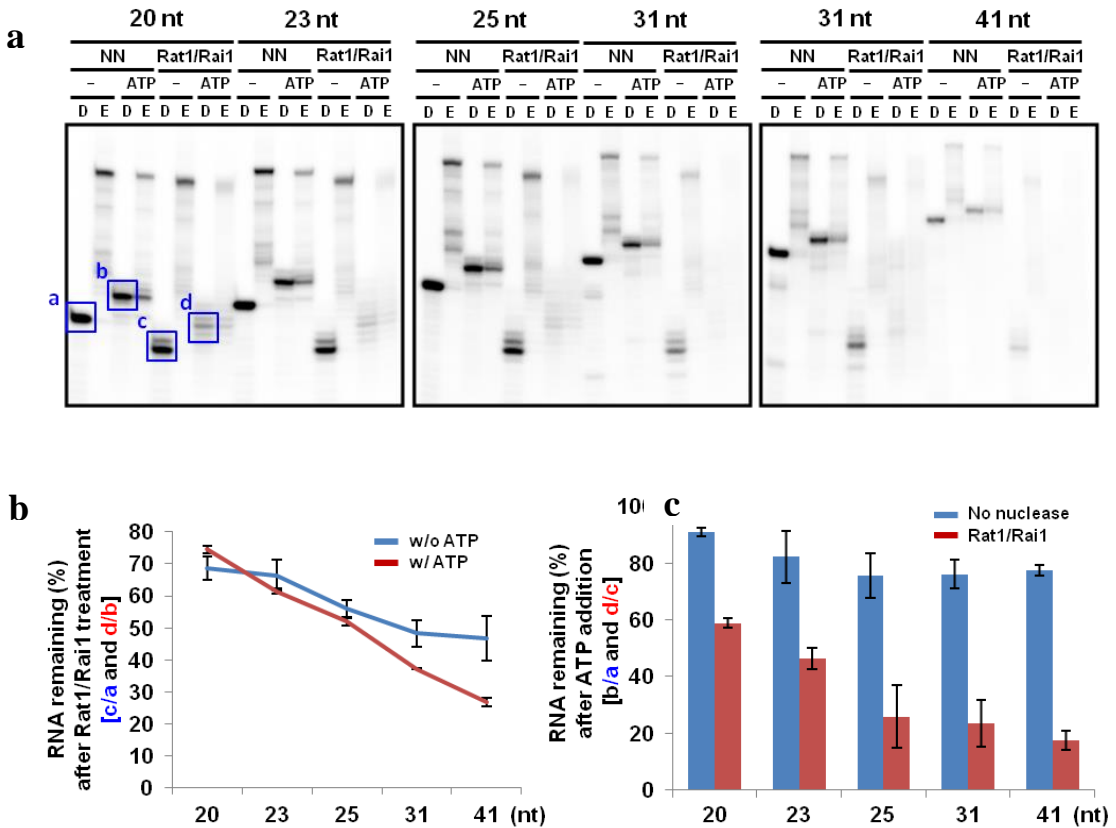 a
20 nt 23 nt 25 nt 31 nt 31 nt 41 nt
NN Rat1/Rai1 NN Rat1/Rai1 NN Rat1/Rai1 NN Rat1/Rai1 NN Rat1/Rai1 NN Rat1/Rai1
– ATP – ATP – ATP – ATP – ATP – ATP – ATP – ATP – ATP – ATP – ATP – ATP
D E D E D E D E D E D E D E D E D E D E D E D E D E D E D E D E D E D E D E D E D E D E D E D E
a
b
c
d
b
RNA remaining (%)
after Rat1/Rai1 treatment
[c/a and d/b]
80
70
60
50
40
30
20
10
0
w/o ATP
w/ ATP
20 23 25 31 41 (nt)
c
RNA remaining (%)
after ATP addition
[b/a and d/c]
10
80
60
40
20
0
No nuclease
Rat1/Rai1
20 23 25 31 41 (nt)